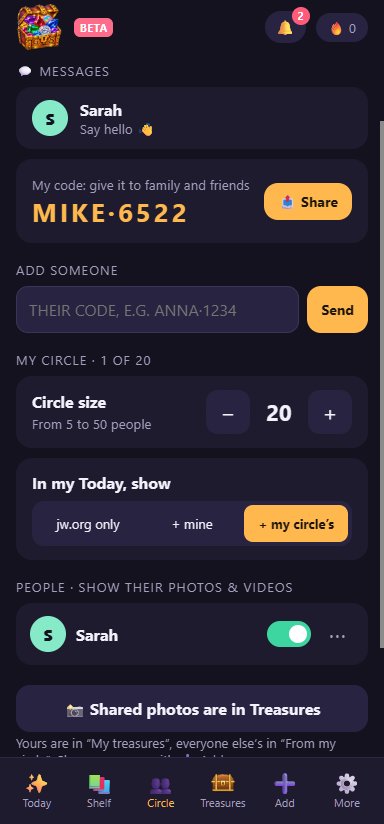 BETA
2
0
MESSAGES
S
Sarah
Say hello 👋
My code: give it to family and friends
MIKE·6522
Share
ADD SOMEONE
THEIR CODE, E.G. ANNA·1234
Send
MY CIRCLE · 1 OF 20
Circle size
From 5 to 50 people
− 20 +
In my Today, show
jw.org only + mine + my circle’s
PEOPLE · SHOW THEIR PHOTOS & VIDEOS
S
Sarah
···
Shared photos are in Treasures
Yours are in “My treasures”, everyone else’s in “From my
Today Shelf Circle Treasures Add More